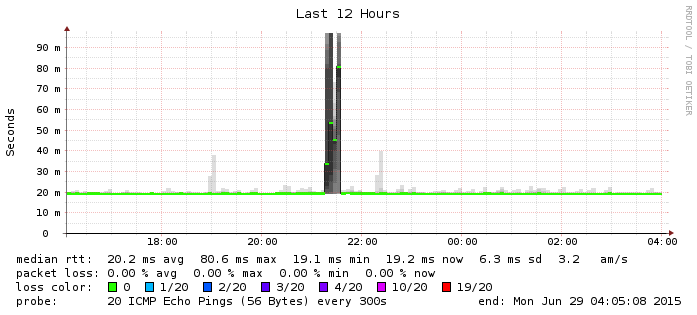 Last 12 Hours
RRDTOOL / TOBI OETIKER
Seconds
90 m
80 m
70 m
60 m
50 m
40 m
30 m
20 m
10 m
0
18:00 20:00 22:00 00:00 02:00 04:00
median rtt: 20.2 ms avg 80.6 ms max 19.1 ms min 19.2 ms now 6.3 ms sd 3.2 am/s
packet loss: 0.00 % avg 0.00 % max 0.00 % min 0.00 % now
loss color: 0 1/20 2/20 3/20 4/20 10/20 19/20
probe: 20 ICMP Echo Pings (56 Bytes) every 300s end: Mon Jun 29 04:05:08 2015